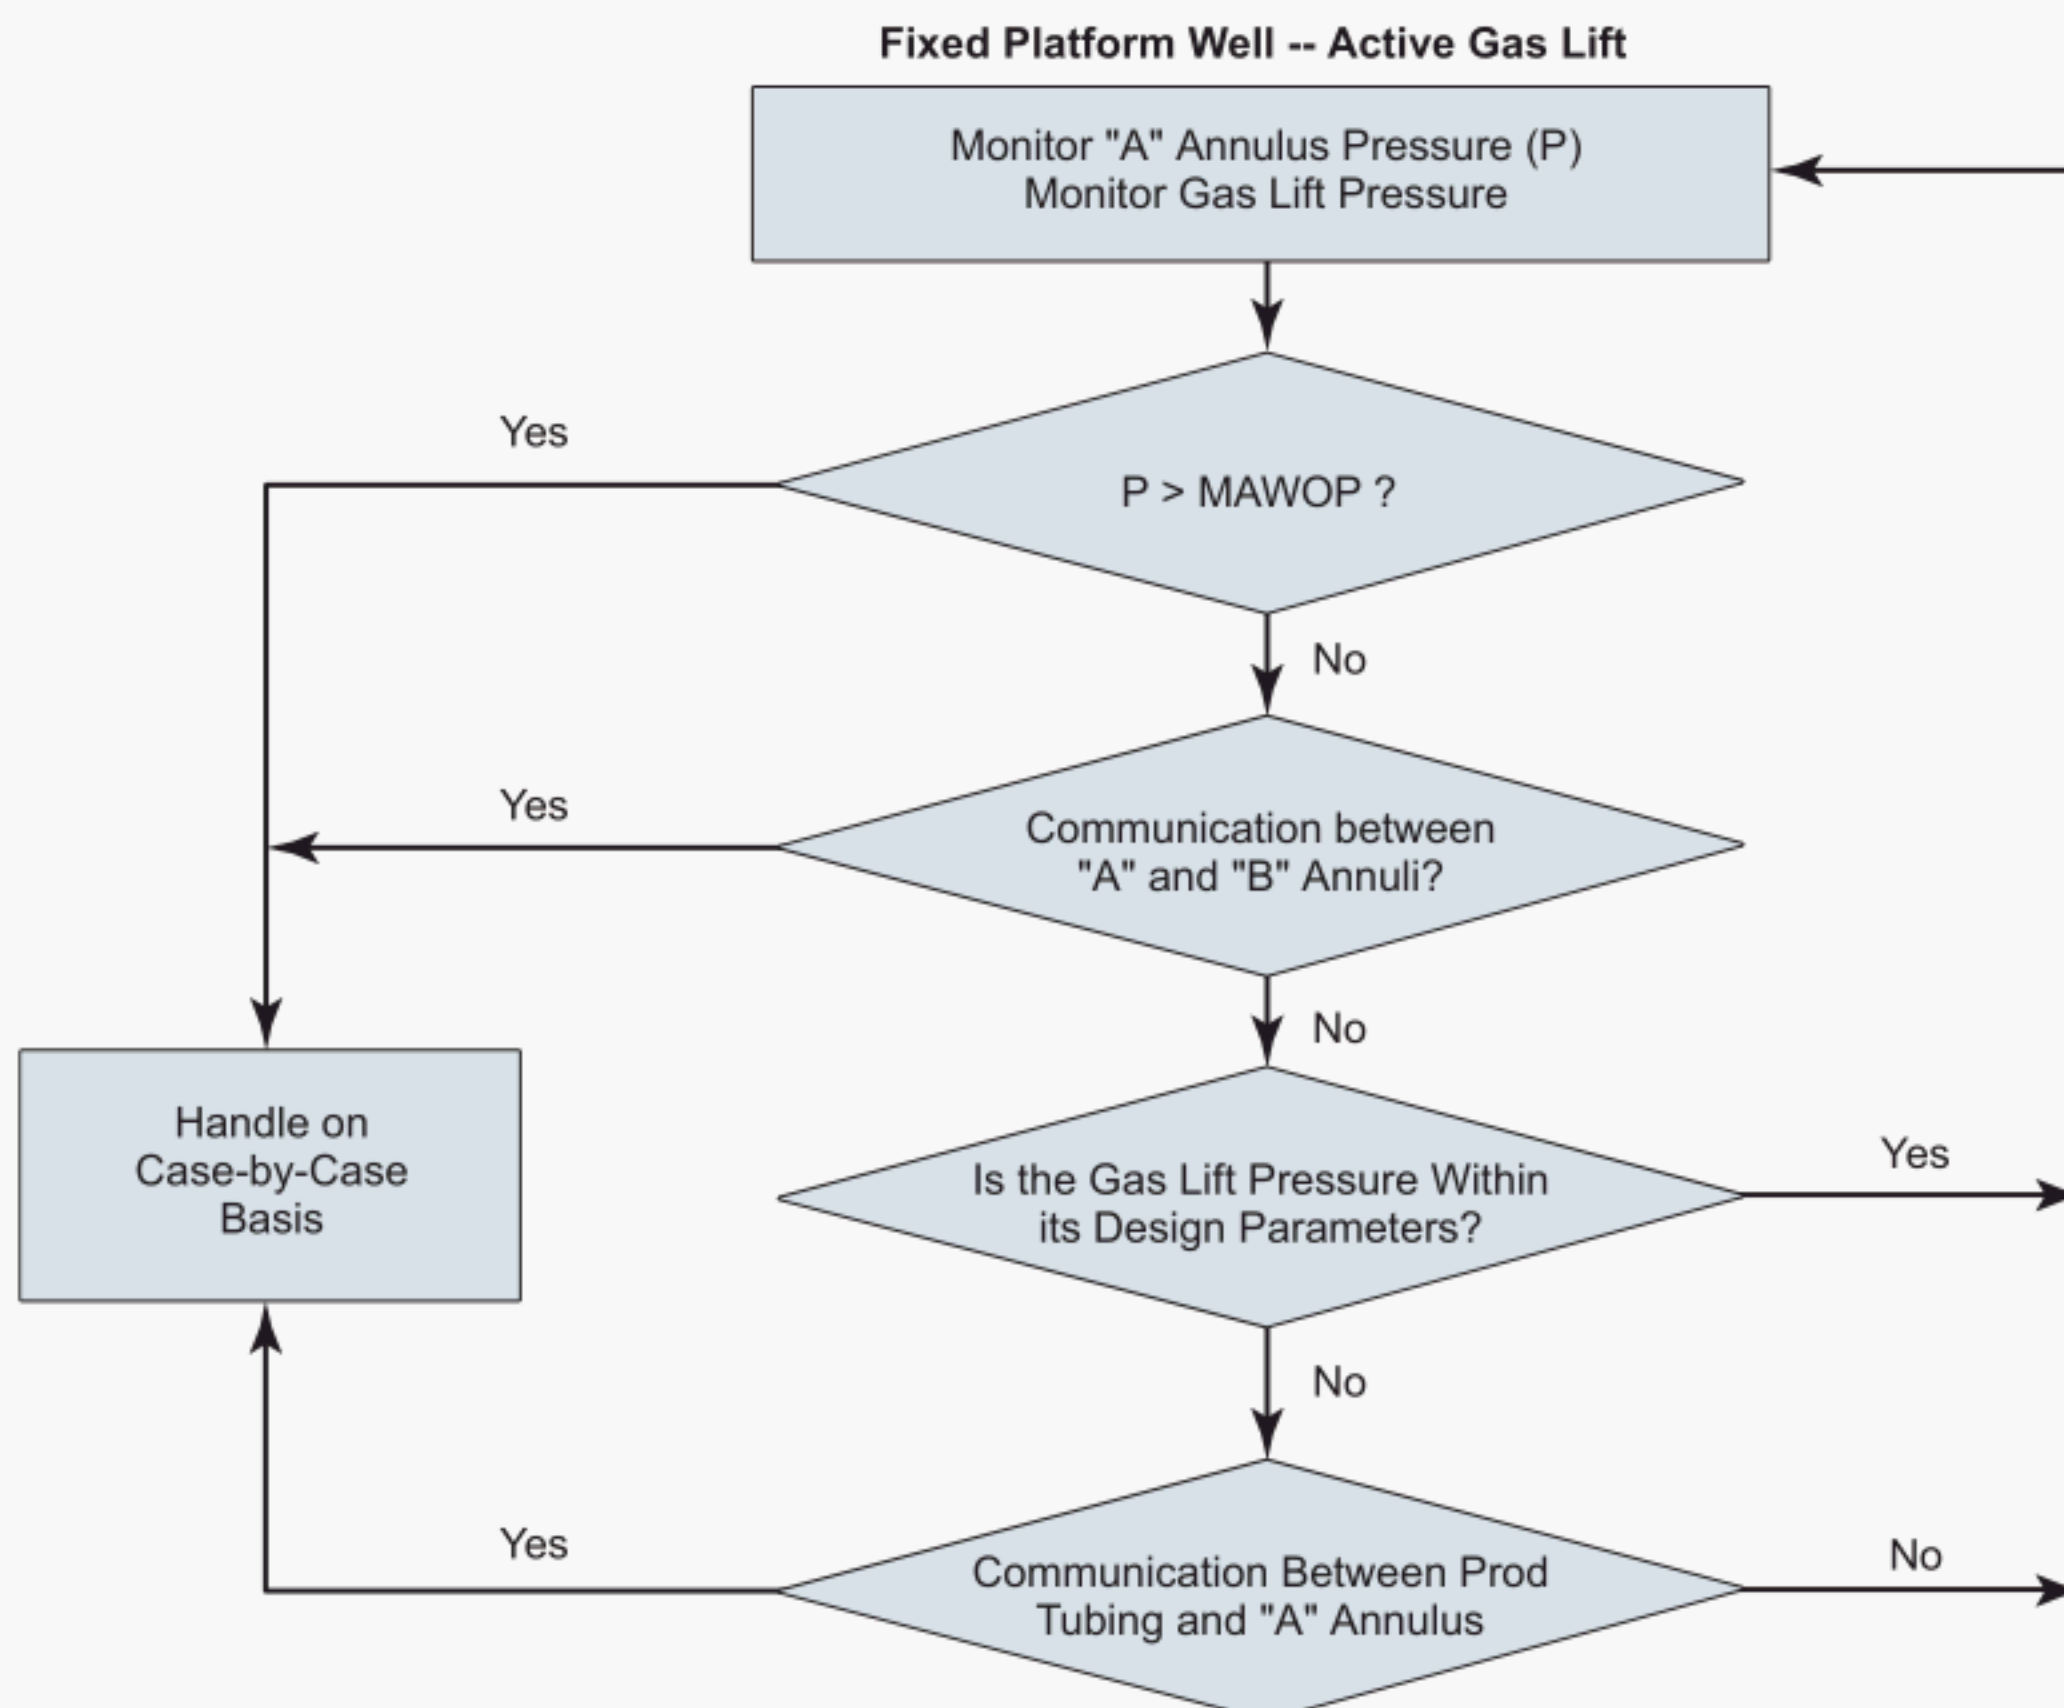 Fixed Platform Well -- Active Gas Lift
Monitor "A" Annulus Pressure (P)
Monitor Gas Lift Pressure
Yes
P > MAWOP ?
No
Yes
Communication between
"A" and "B" Annuli?
No
Handle on
Case-by-Case
Basis
Is the Gas Lift Pressure Within
its Design Parameters?
Yes
No
Yes
Communication Between Prod
Tubing and "A" Annulus
No